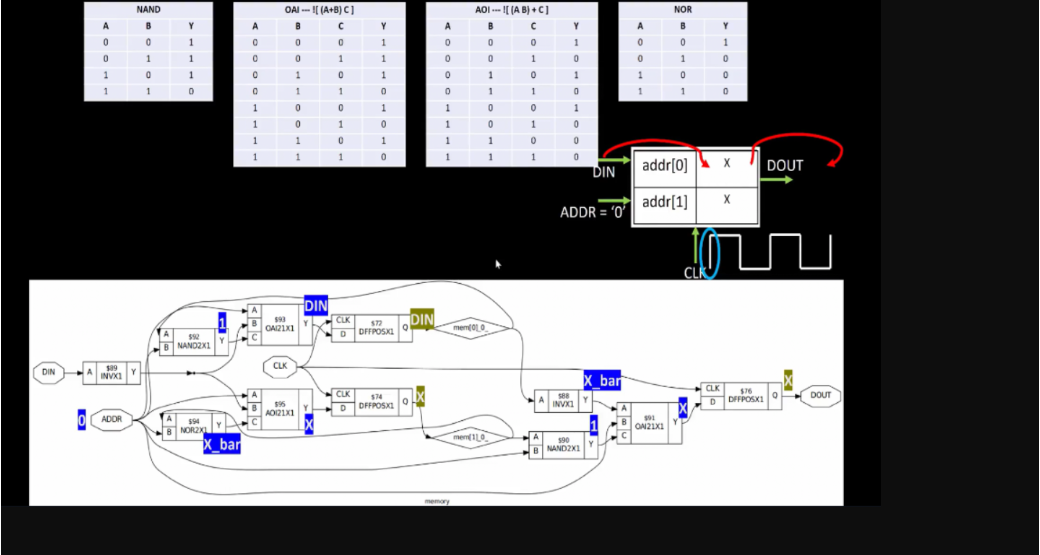 NAND
A B Y
0 0 1
0 1 1
1 0 1
1 1 0
OAI --- ![ (A+B) C ]
A B C Y
0 0 0 1
0 0 1 1
0 1 0 1
0 1 1 0
1 0 0 1
1 0 1 0
1 1 0 1
1 1 1 0
AOI --- ![ (A B) + C ]
A B C Y
0 0 0 1
0 0 1 0
0 1 0 1
0 1 1 0
1 0 0 1
1 0 1 0
1 1 0 0
1 1 1 0
NOR
A B Y
0 0 1
0 1 0
1 0 0
1 1 0
DIN
addr[0] X
DOUT
ADDR = ‘0’
addr[1] X
CLK
DIN
A $89 INVX1 Y
0
ADDR
A B $92 NAND2X1 Y
1
A B C $93 OAI21X1 Y
DIN
CLK
CLK D $72 DFFPOSX1 Q
DIN
mem[0]_0_
A B $94 NOR2X1 Y
X_bar
A B C $95 AOI21X1 Y
X
CLK D $74 DFFPOSX1 Q
X
mem[1]_0_
A $88 INVX1 Y
X_bar
A B $90 NAND2X1 Y
1
A B C $91 OAI21X1 Y
X
CLK D $76 DFFPOSX1 Q
X
DOUT
memory